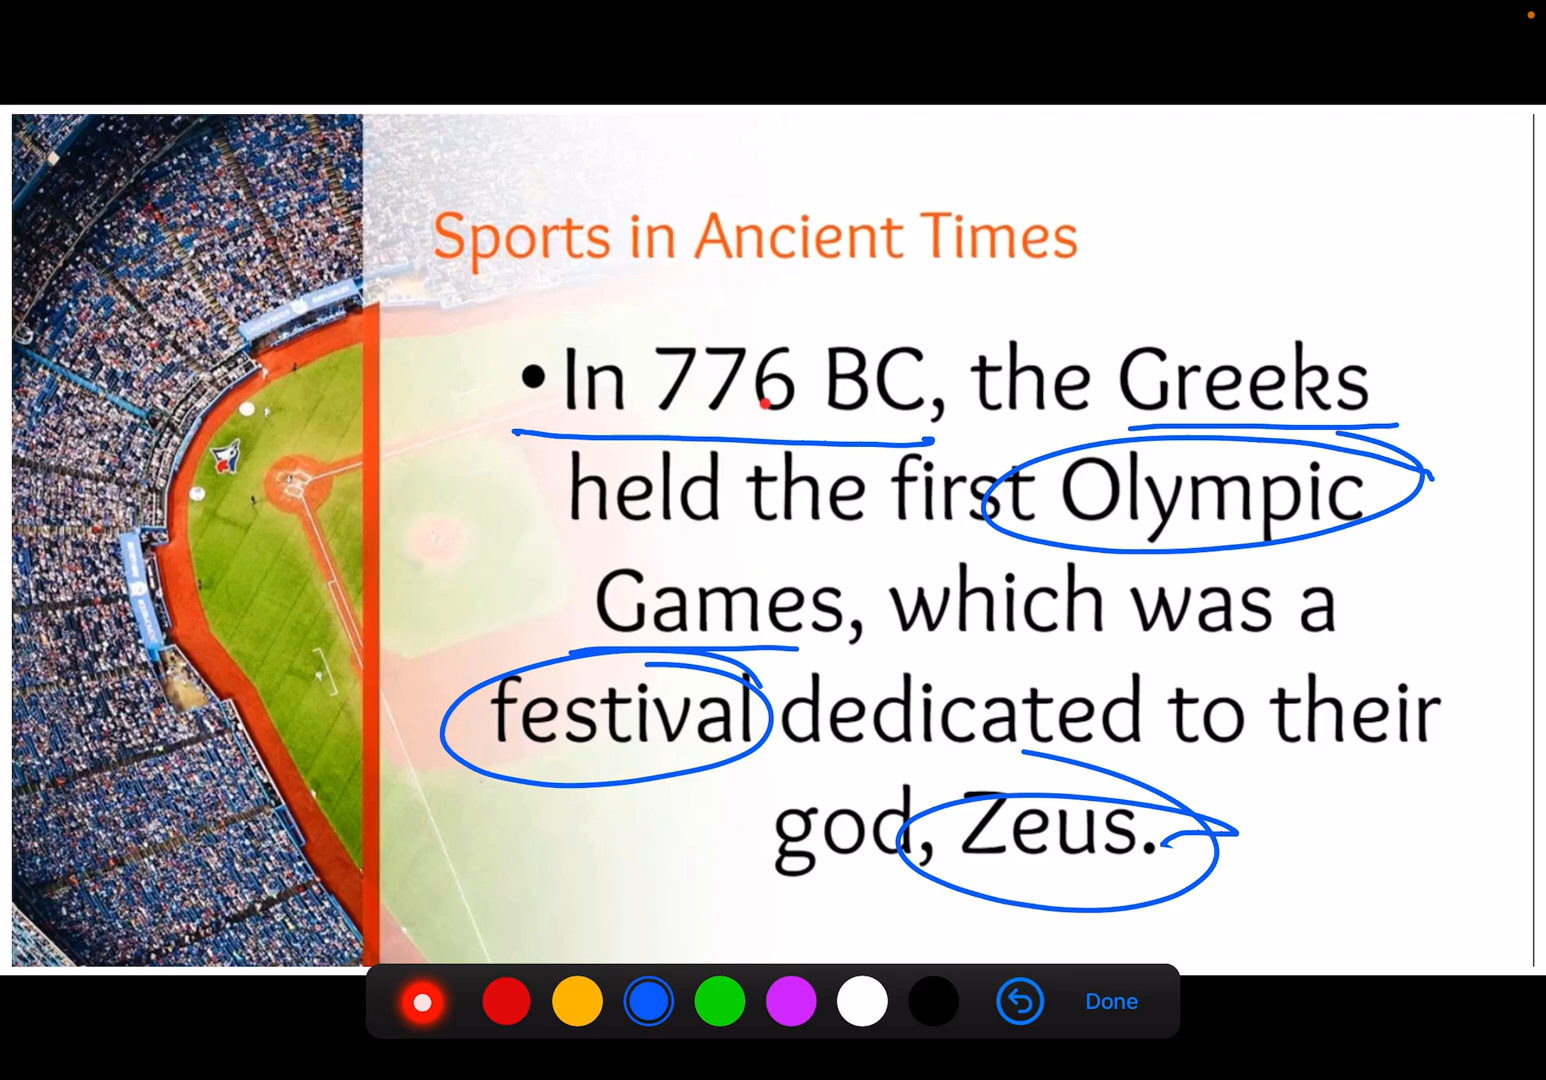 Sports in Ancient Times
• In 776 BC, the Greeks
held the first Olympic
Games, which was a
festival dedicated to their
god, Zeus.
Done